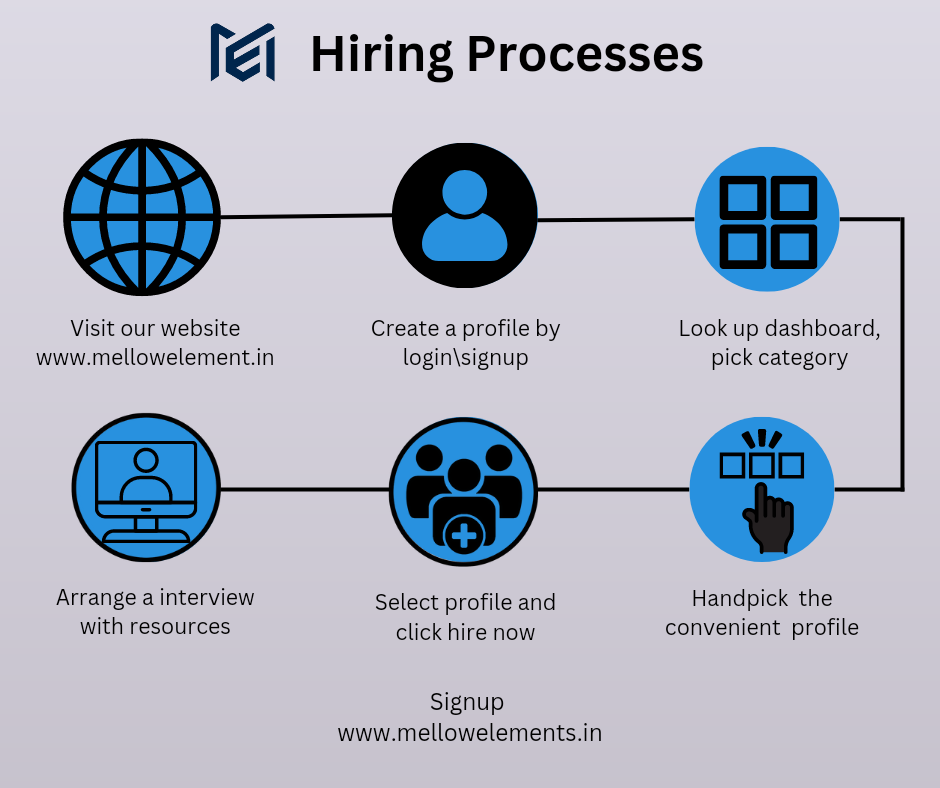 Hiring Processes
Visit our website
www.mellowelement.in
Create a profile by
login\signup
Look up dashboard,
pick category
Arrange a interview
with resources
Select profile and
click hire now
Handpick the
convenient profile
Signup
www.mellowelements.in